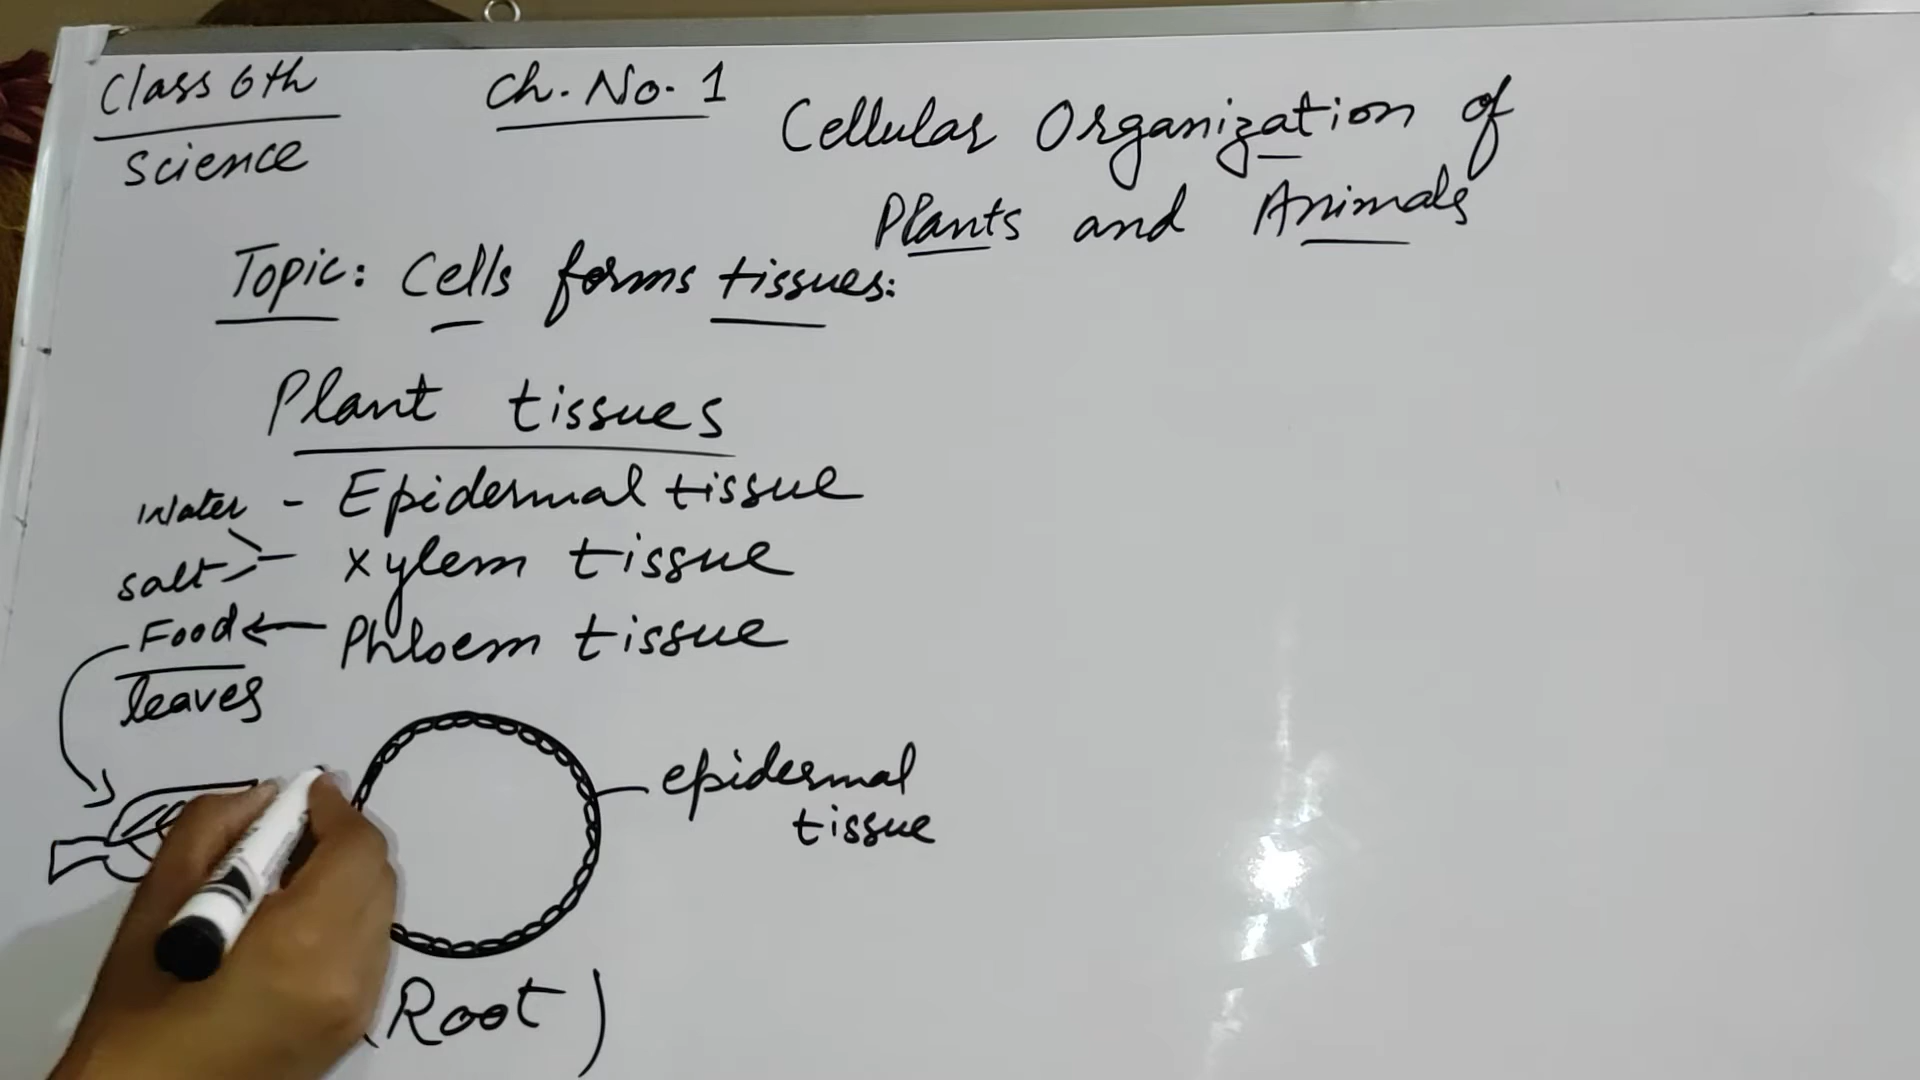 Class 6th
Science
Ch. No. 1
Cellular Organization of
Plants and Animals
Topic: Cells forms tissues:
Plant tissues
Water - Epidermal tissue
Salt - Xylem tissue
Food ← Phloem tissue
leaves
epidermal
tissue
(Root)